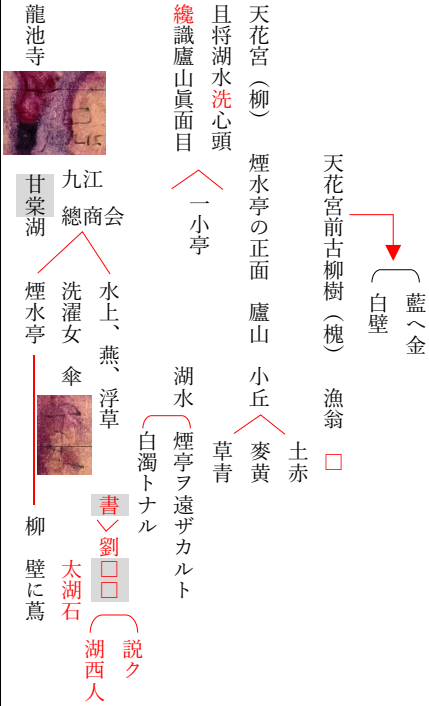 藍へ金
白壁
天花宮前古柳樹（槐）　漁翁　□
天花宮（柳）　煙水亭の正面　廬山　小丘
土赤
麥黄
草青
且将湖水洗心頭
纔識廬山眞面目
一小亭
湖水
煙亭ヲ遠ザカルト
白濁トナル
龍池寺
九江　總商会
甘棠湖
水上、燕、浮草
洗濯女　傘
煙水亭
柳　壁に蔦
書＞劉□□
太湖石
説ク
湖西人